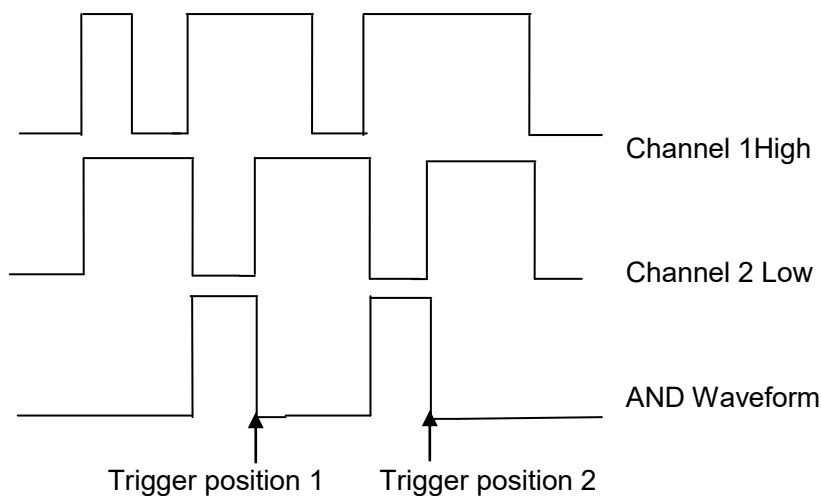 Channel 1High
Channel 2 Low
AND Waveform
Trigger position 1
Trigger position 2